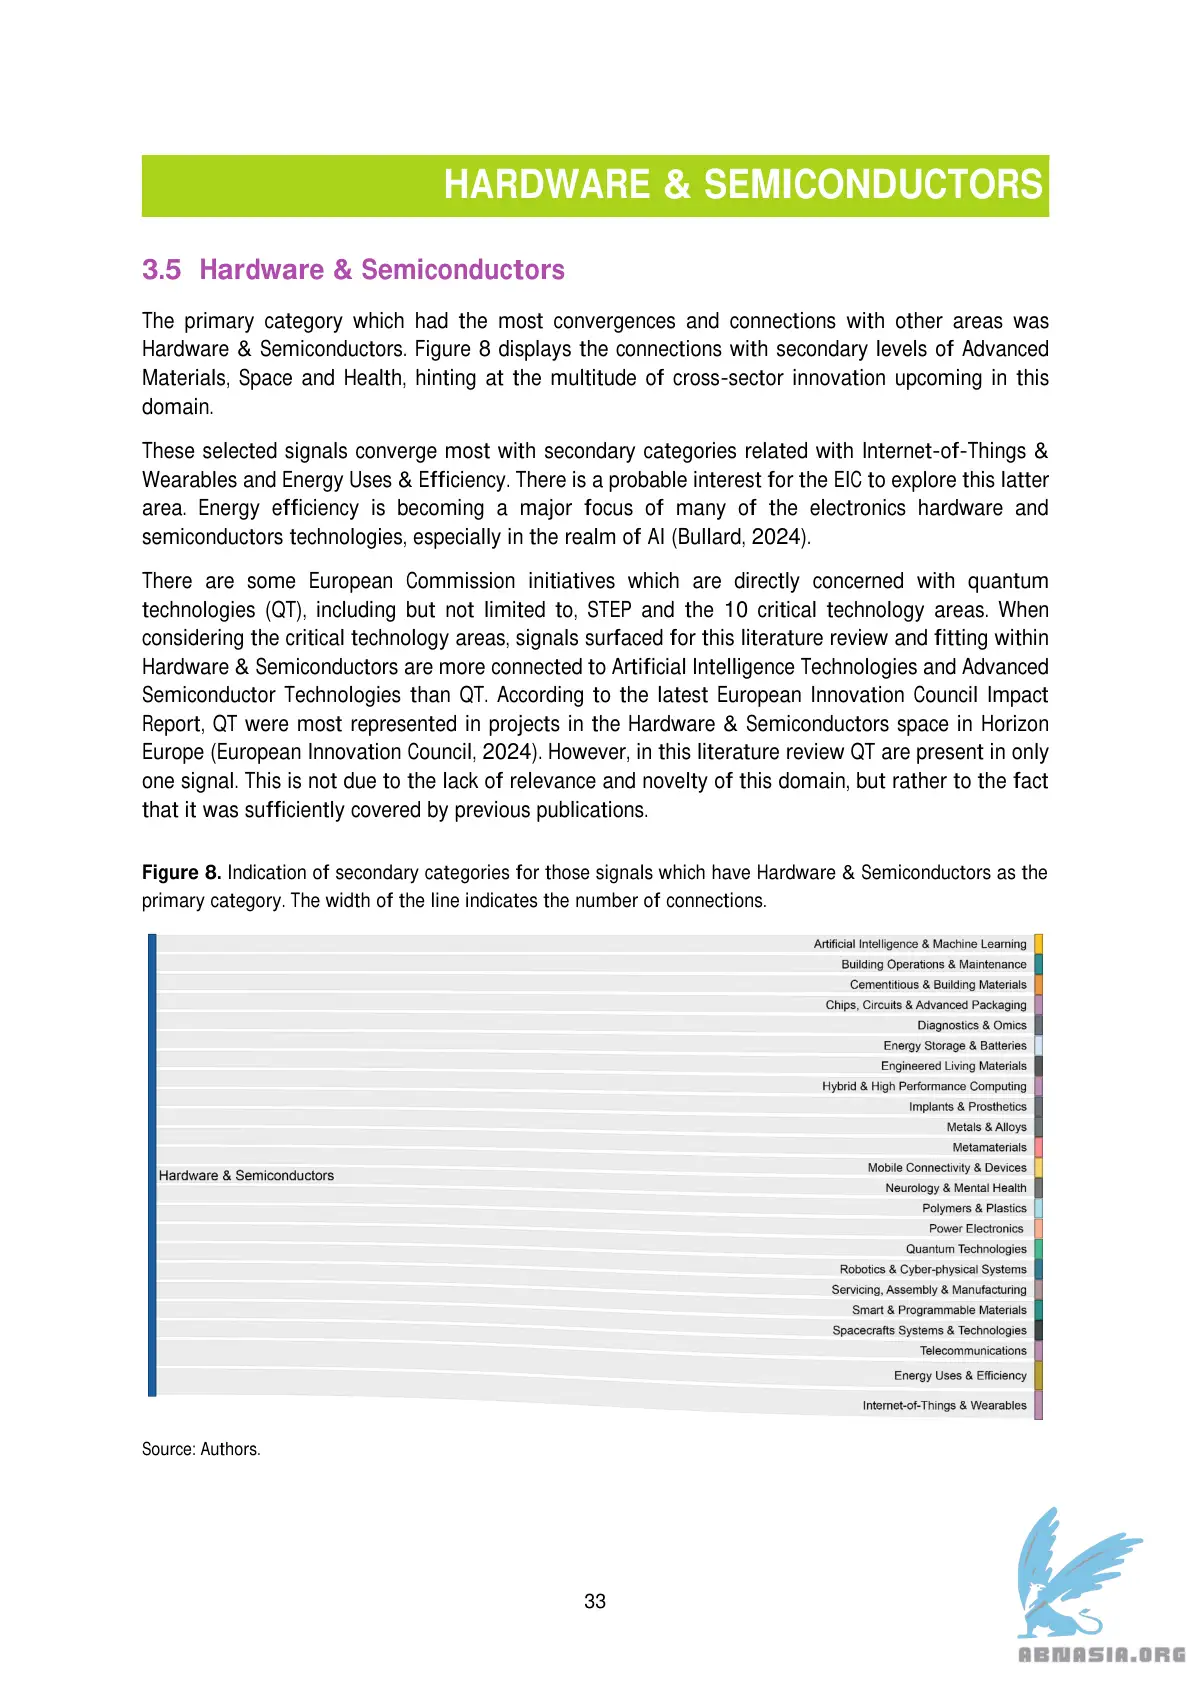 HARDWARE & SEMICONDUCTORS
3.5 Hardware & Semiconductors
The primary category which had the most convergences and connections with other areas was
Hardware & Semiconductors. Figure 8 displays the connections with secondary levels of Advanced
Materials, Space and Health, hinting at the multitude of cross-sector innovation upcoming in this
domain.
These selected signals converge most with secondary categories related with Internet-of-Things &
Wearables and Energy Uses & Efficiency. There is a probable interest for the EIC to explore this latter
area. Energy efficiency is becoming a major focus of many of the electronics hardware and
semiconductors technologies, especially in the realm of AI (Bullard, 2024).
There are some European Commission initiatives which are directly concerned with quantum
technologies (QT), including but not limited to, STEP and the 10 critical technology areas. When
considering the critical technology areas, signals surfaced for this literature review and fitting within
Hardware & Semiconductors are more connected to Artificial Intelligence Technologies and Advanced
Semiconductor Technologies than QT. According to the latest European Innovation Council Impact
Report, QT were most represented in projects in the Hardware & Semiconductors space in Horizon
Europe (European Innovation Council, 2024). However, in this literature review QT are present in only
one signal. This is not due to the lack of relevance and novelty of this domain, but rather to the fact
that it was sufficiently covered by previous publications.
Figure 8. Indication of secondary categories for those signals which have Hardware & Semiconductors as the
primary category. The width of the line indicates the number of connections.
Artificial Intelligence & Machine Learning
Building Operations & Maintenance
Cementitious & Building Materials
Chips, Circuits & Advanced Packaging
Diagnostics & Omics
Energy Storage & Batteries
Engineered Living Materials
Hybrid & High Performance Computing
Implants & Prosthetics
Metals & Alloys
Metamaterials
Mobile Connectivity & Devices
Hardware & Semiconductors
Neurology & Mental Health
Polymers & Plastics
Power Electronics
Quantum Technologies
Robotics & Cyber-physical Systems
Servicing, Assembly & Manufacturing
Smart & Programmable Materials
Spacecrafts Systems & Technologies
Telecommunications
Energy Uses & Efficiency
Internet-of-Things & Wearables
Source: Authors.
33
ABNASIA.ORG